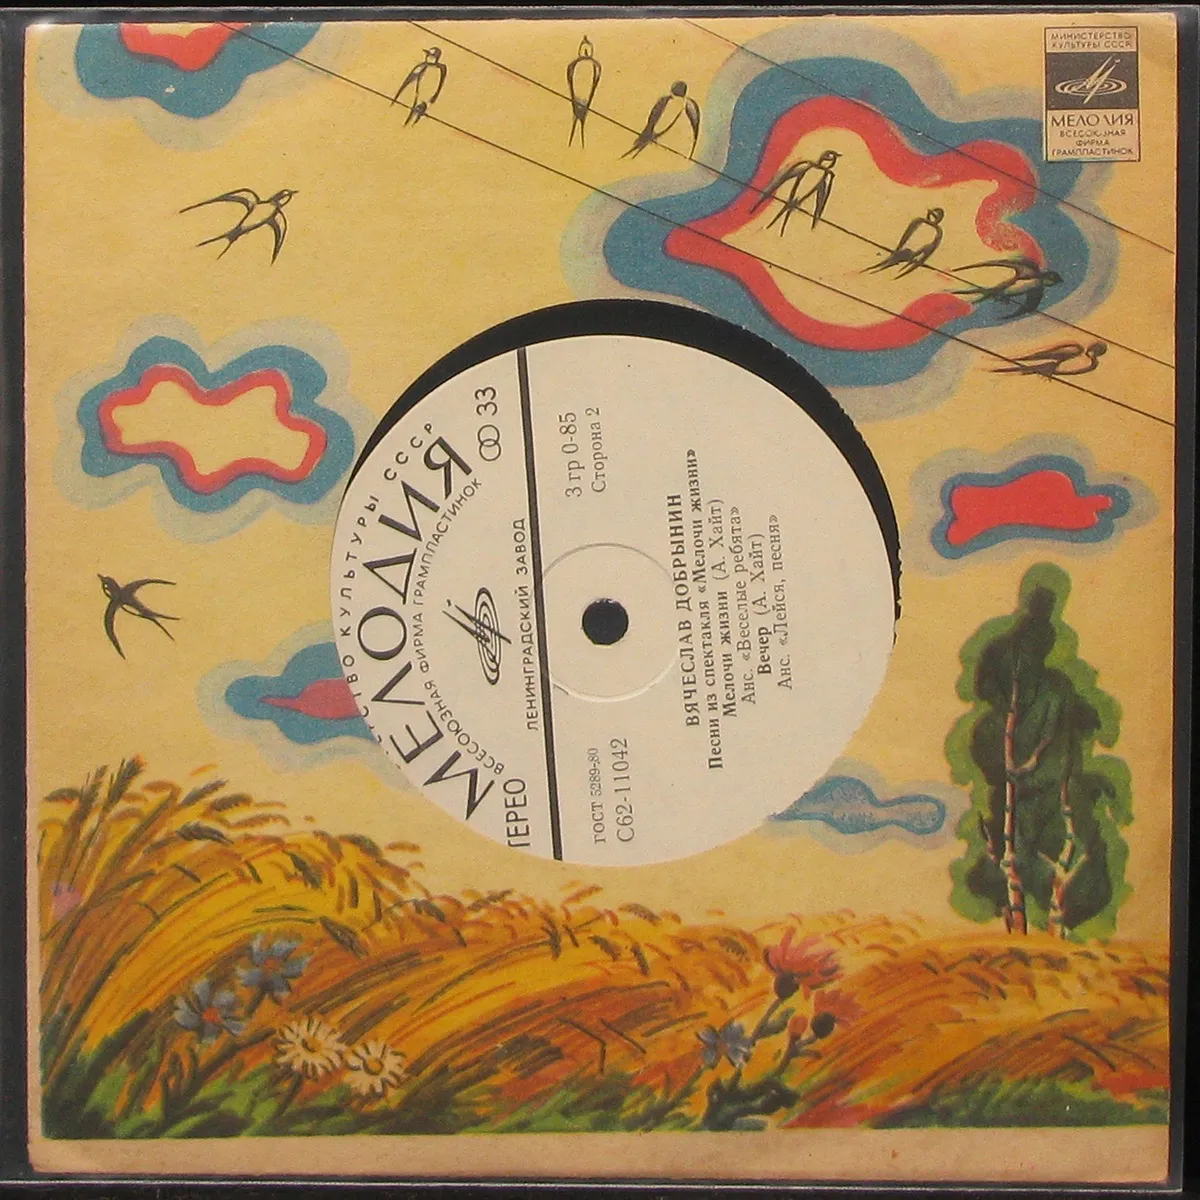 МИНИСТЕРСТВО
КУЛЬТУРЫ СССР
МЕЛОДИЯ
ВСЕСОЮЗНАЯ
ФИРМА
ГРАМПЛАСТИНОК
СТВО КУЛЬТУРЫ СССР
МЕЛОДИЯ
ВСЕСОЮЗНАЯ ФИРМА ГРАМПЛАСТИНОК
ЛЕНИНГРАДСКИЙ ЗАВОД
ТЕРЕО
33
ГОСТ 5289-80
С62-11042
3 гр 0-85
Сторона 2
ВЯЧЕСЛАВ ДОБРЫНИН
Песни из спектакля «Мелочи жизни»
Мелочи жизни (А. Хайт)
Анс. «Веселые ребята»
Вечер (А. Хайт)
Анс. «Лейся, песня»